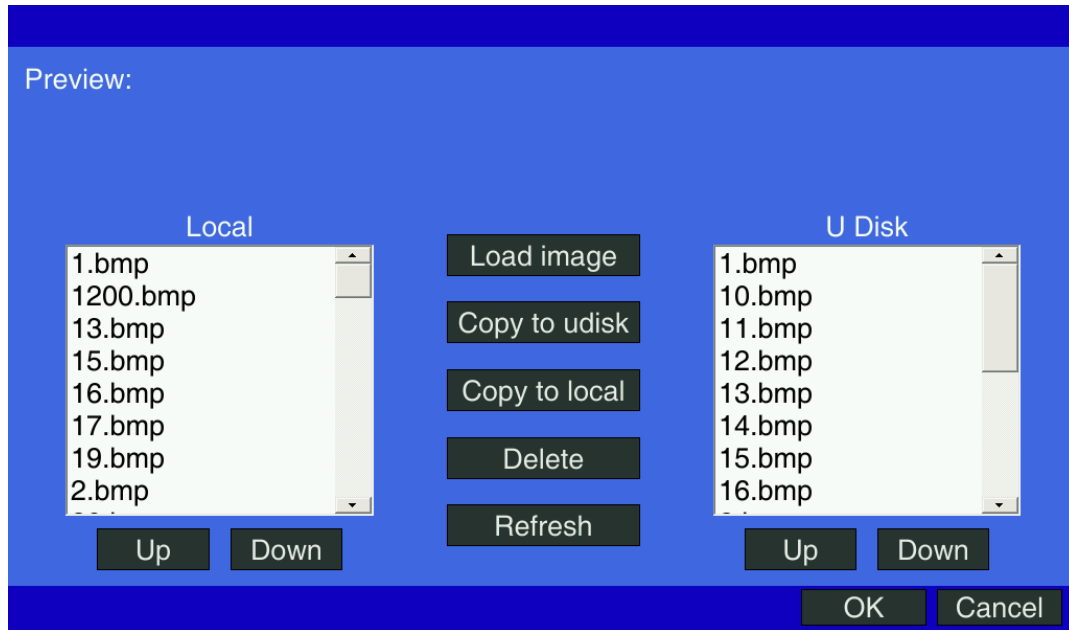 Preview:
Local
1.bmp
1200.bmp
13.bmp
15.bmp
16.bmp
17.bmp
19.bmp
2.bmp
Up Down
Load image
Copy to udisk
Copy to local
Delete
Refresh
U Disk
1.bmp
10.bmp
11.bmp
12.bmp
13.bmp
14.bmp
15.bmp
16.bmp
Up Down
OK Cancel